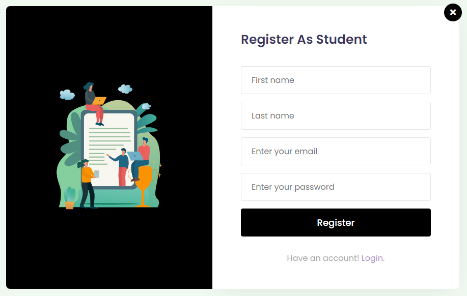 Register As Student
First name
Last name
Enter your email
Enter your password
Register
Have an account! Login.